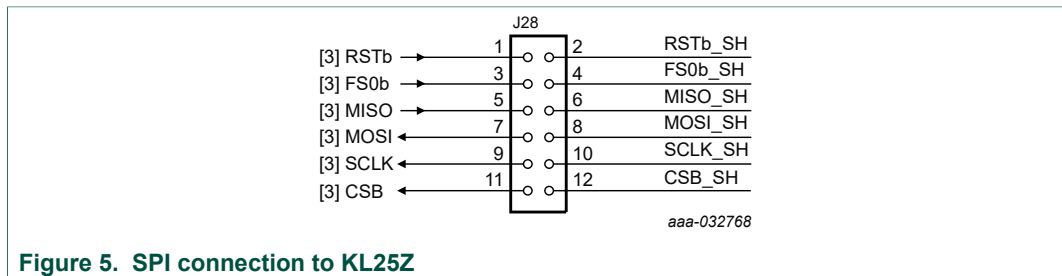 J28
[3] RSTb 1 2 RSTb_SH
[3] FS0b 3 4 FS0b_SH
[3] MISO 5 6 MISO_SH
[3] MOSI 7 8 MOSI_SH
[3] SCLK 9 10 SCLK_SH
[3] CSB 11 12 CSB_SH
aaa-032768
Figure 5. SPI connection to KL25Z